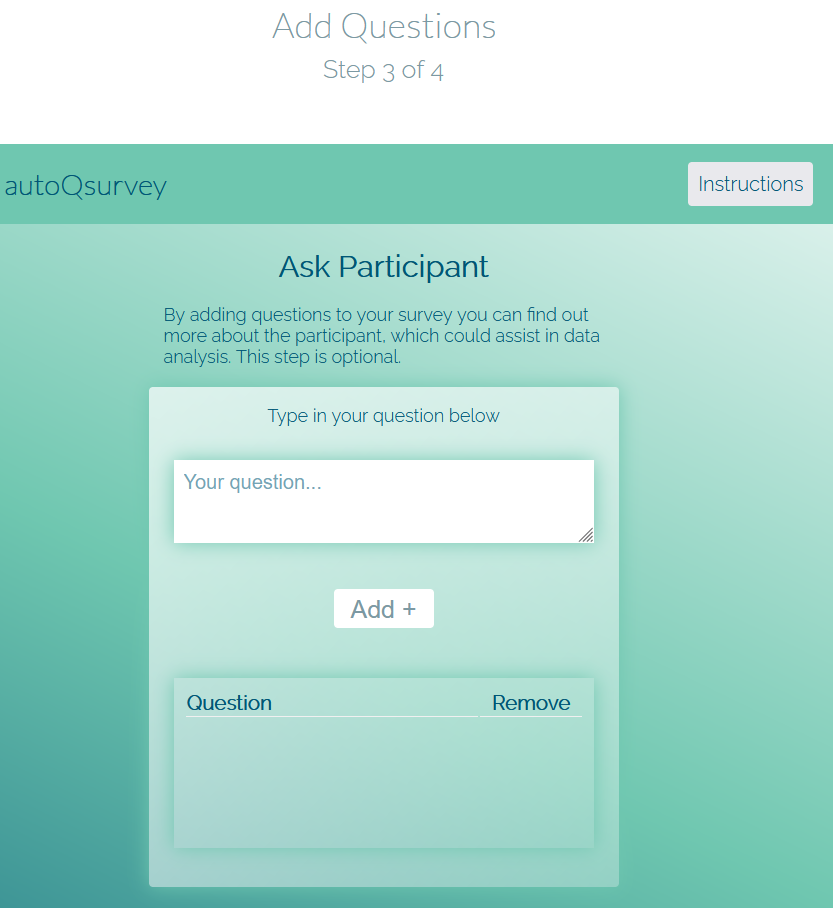 Add Questions
Step 3 of 4
autoQsurvey
Instructions
Ask Participant
By adding questions to your survey you can find out
more about the participant, which could assist in data
analysis. This step is optional.
Type in your question below
Your question...
Add +
Question Remove